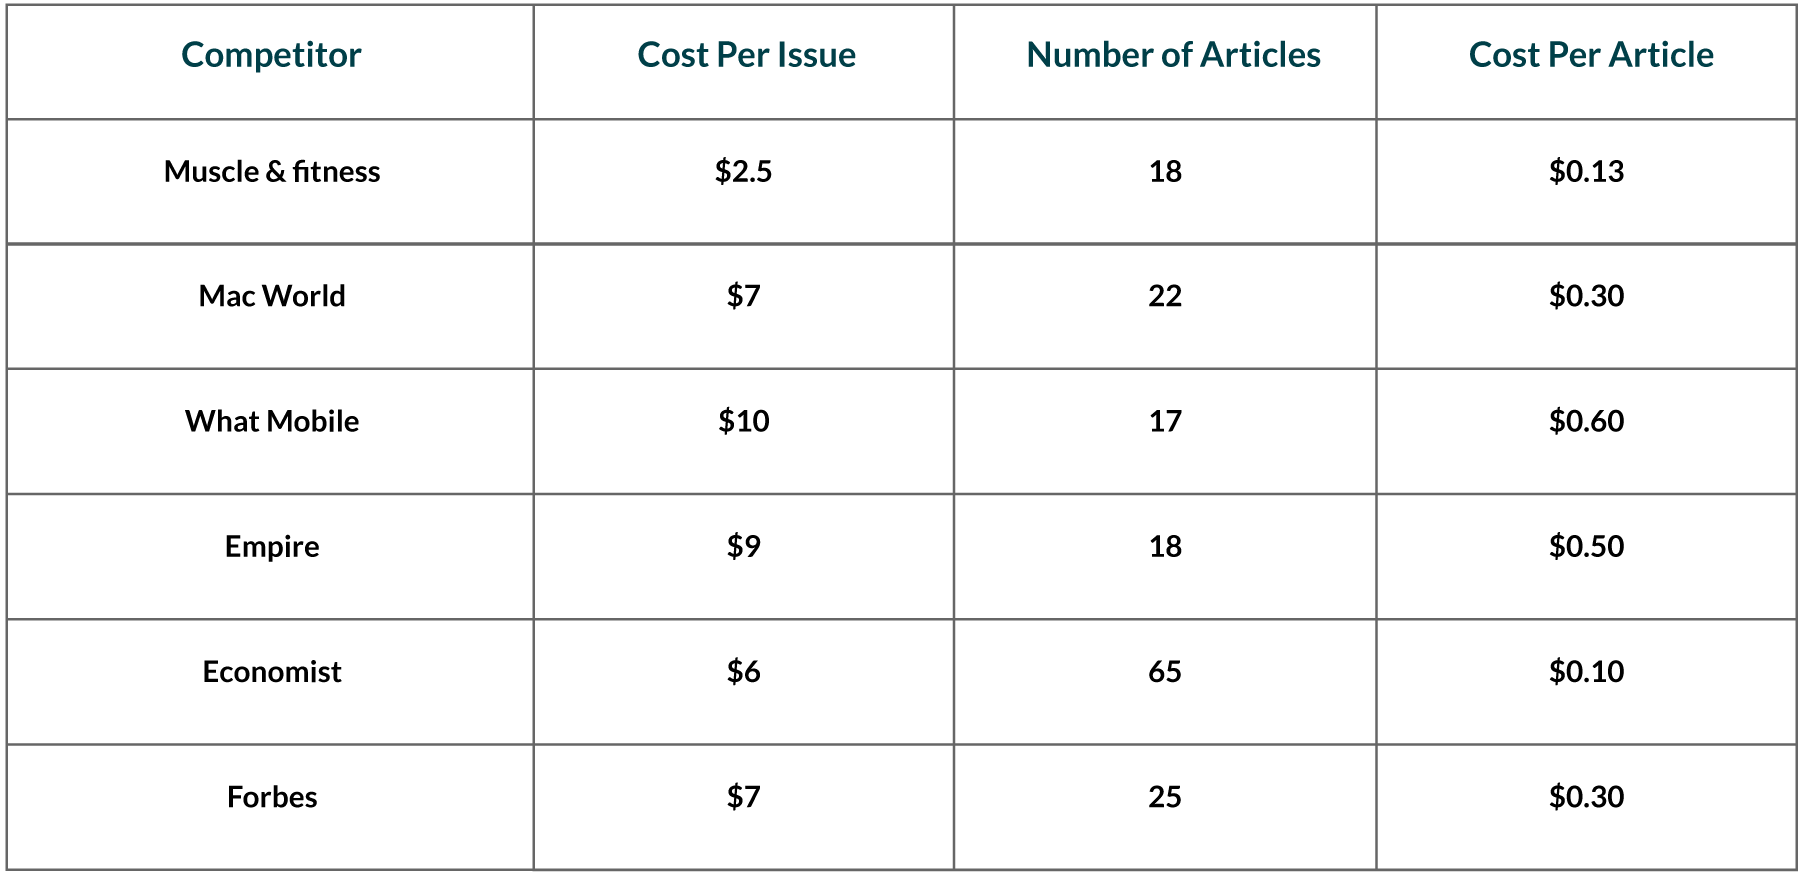 Competitor Cost Per Issue Number of Articles Cost Per Article
Muscle & fitness $2.5 18 $0.13
Mac World $7 22 $0.30
What Mobile $10 17 $0.60
Empire $9 18 $0.50
Economist $6 65 $0.10
Forbes $7 25 $0.30